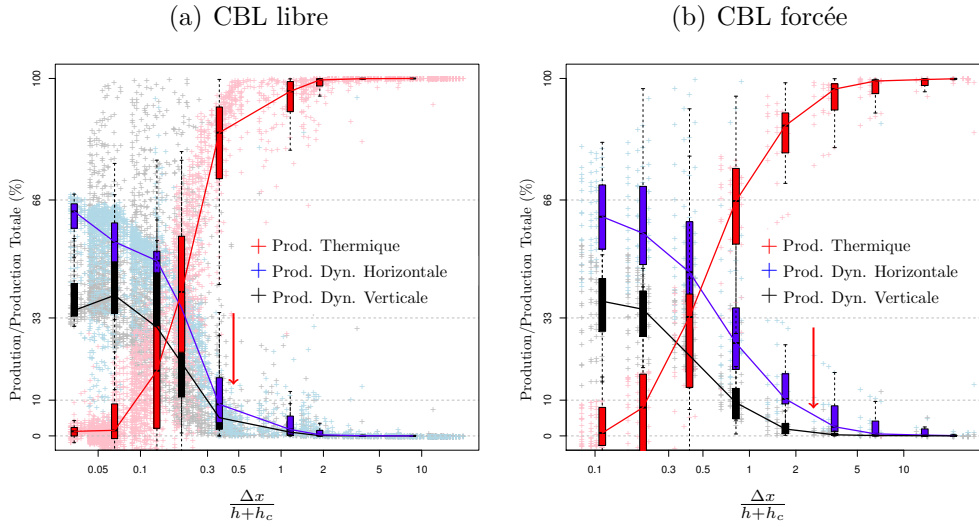 (a) CBL libre
(b) CBL forcée
Prodution/Production Totale (%)
100
66
33
10
0
Prod. Thermique
Prod. Dyn. Horizontale
Prod. Dyn. Verticale
0.05 0.1 0.3 0.5 1 2 10
Δx
h+h_c
Prodution/Production Totale (%)
100
66
33
10
0
Prod. Thermique
Prod. Dyn. Horizontale
Prod. Dyn. Verticale
0.1 0.3 0.5 1 2 10
Δx
h+h_c